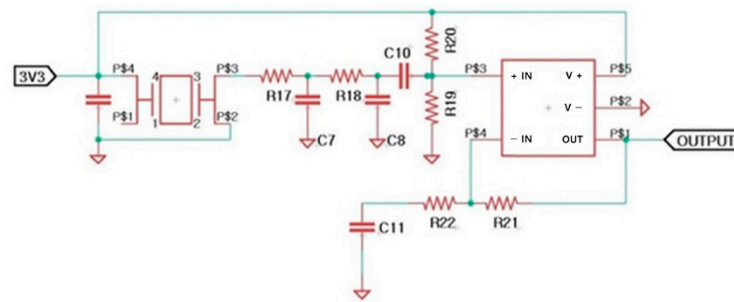 C10
R20
3V3
P$4
4
3
P$3
P$3
+ IN
V +
P$5
R17
R18
R19
V −
P$2
P$1
1
2
P$2
C7
C8
P$4
− IN
OUT
P$1
OUTPUT
C11
R22
R21